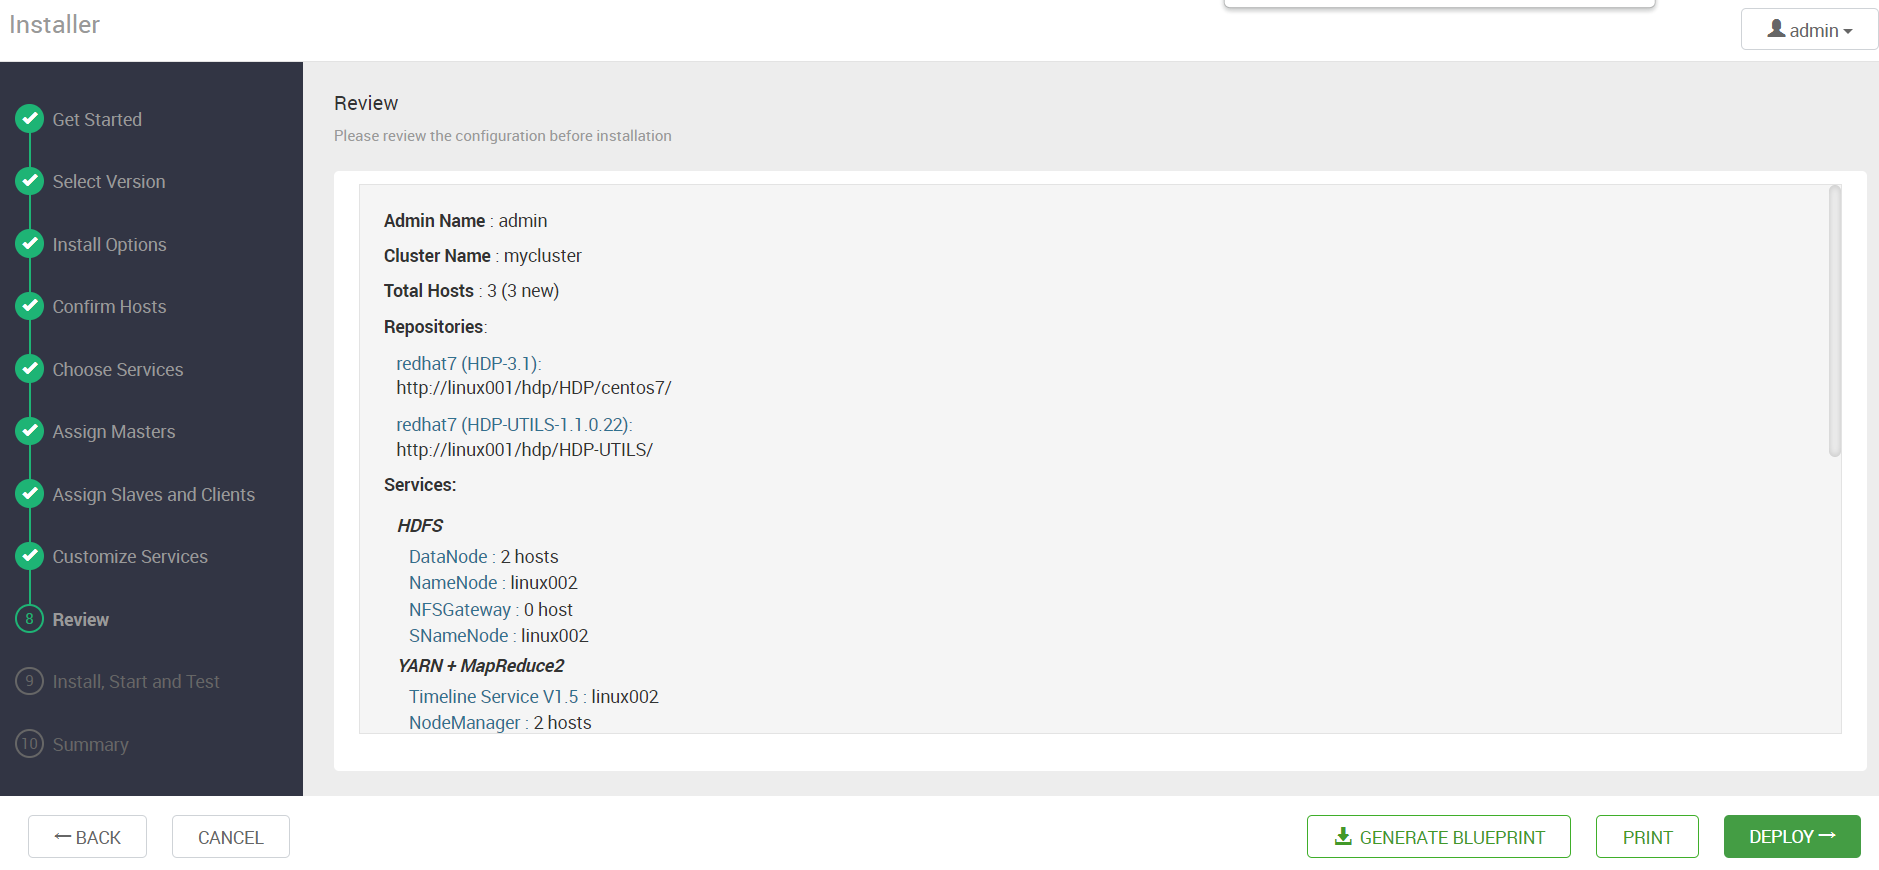 Installer
admin
Get Started
Select Version
Install Options
Confirm Hosts
Choose Services
Assign Masters
Assign Slaves and Clients
Customize Services
8 Review
9 Install, Start and Test
10 Summary
Review
Please review the configuration before installation
Admin Name : admin
Cluster Name : mycluster
Total Hosts : 3 (3 new)
Repositories:
redhat7 (HDP-3.1):
http://linux001/hdp/HDP/centos7/
redhat7 (HDP-UTILS-1.1.0.22):
http://linux001/hdp/HDP-UTILS/
Services:
HDFS
DataNode : 2 hosts
NameNode : linux002
NFSGateway : 0 host
SNameNode : linux002
YARN + MapReduce2
Timeline Service V1.5 : linux002
NodeManager : 2 hosts
← BACK
CANCEL
GENERATE BLUEPRINT
PRINT
DEPLOY →